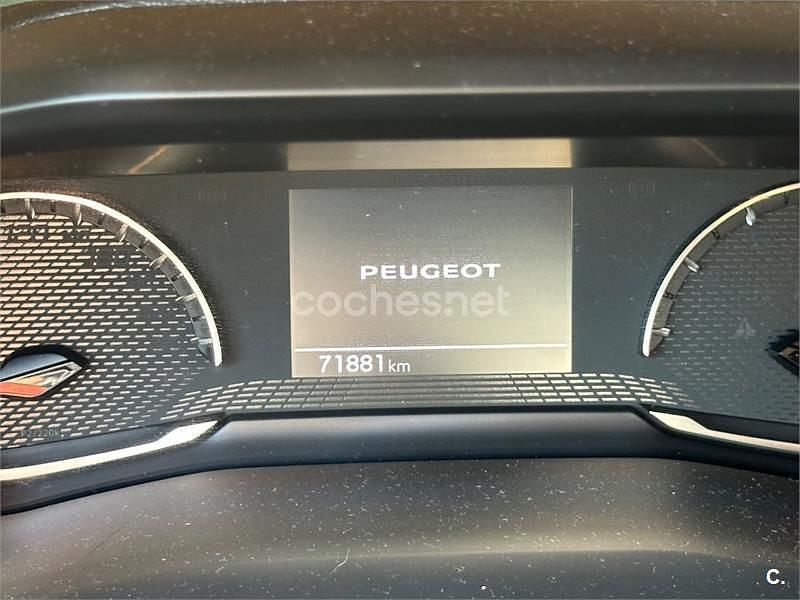 PEUGEOT
coches.net
71881 km
C.